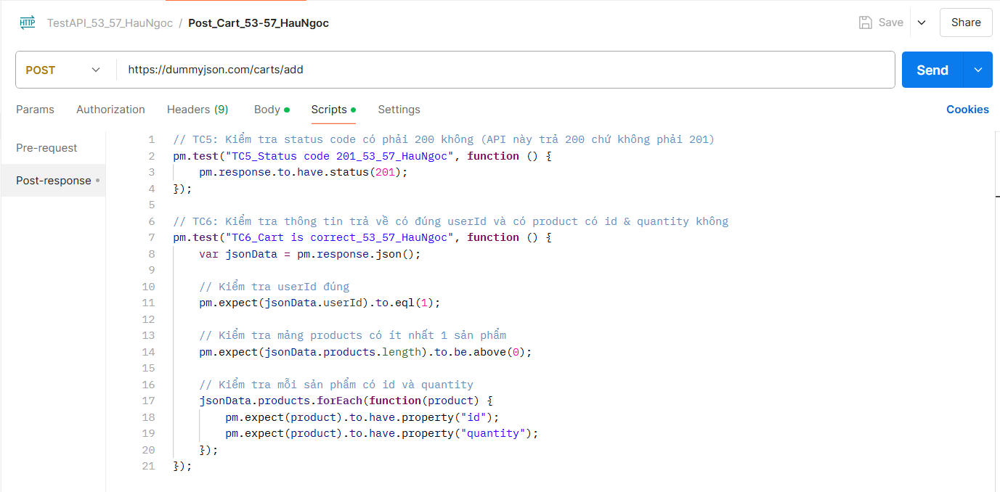 HTTP TestAPI_53_57_HauNgoc / Post_Cart_53-57_HauNgoc Save Share
POST https://dummyjson.com/carts/add Send
Params Authorization Headers (9) Body Scripts Settings Cookies
Pre-request
Post-response
1 // TC5: Kiểm tra status code có phải 200 không (API này trả 200 chứ không phải 201)
2 pm.test("TC5_Status code 201_53_57_HauNgoc", function () {
3 pm.response.to.have.status(201);
4 });
5
6 // TC6: Kiểm tra thông tin trả về có đúng userId và có product có id & quantity không
7 pm.test("TC6_Cart is correct_53_57_HauNgoc", function () {
8 var jsonData = pm.response.json();
9
10 // Kiểm tra userId đúng
11 pm.expect(jsonData.userId).to.eql(1);
12
13 // Kiểm tra mảng products có ít nhất 1 sản phẩm
14 pm.expect(jsonData.products.length).to.be.above(0);
15
16 // Kiểm tra mỗi sản phẩm có id và quantity
17 jsonData.products.forEach(function(product) {
18 pm.expect(product).to.have.property("id");
19 pm.expect(product).to.have.property("quantity");
20 });
21 });